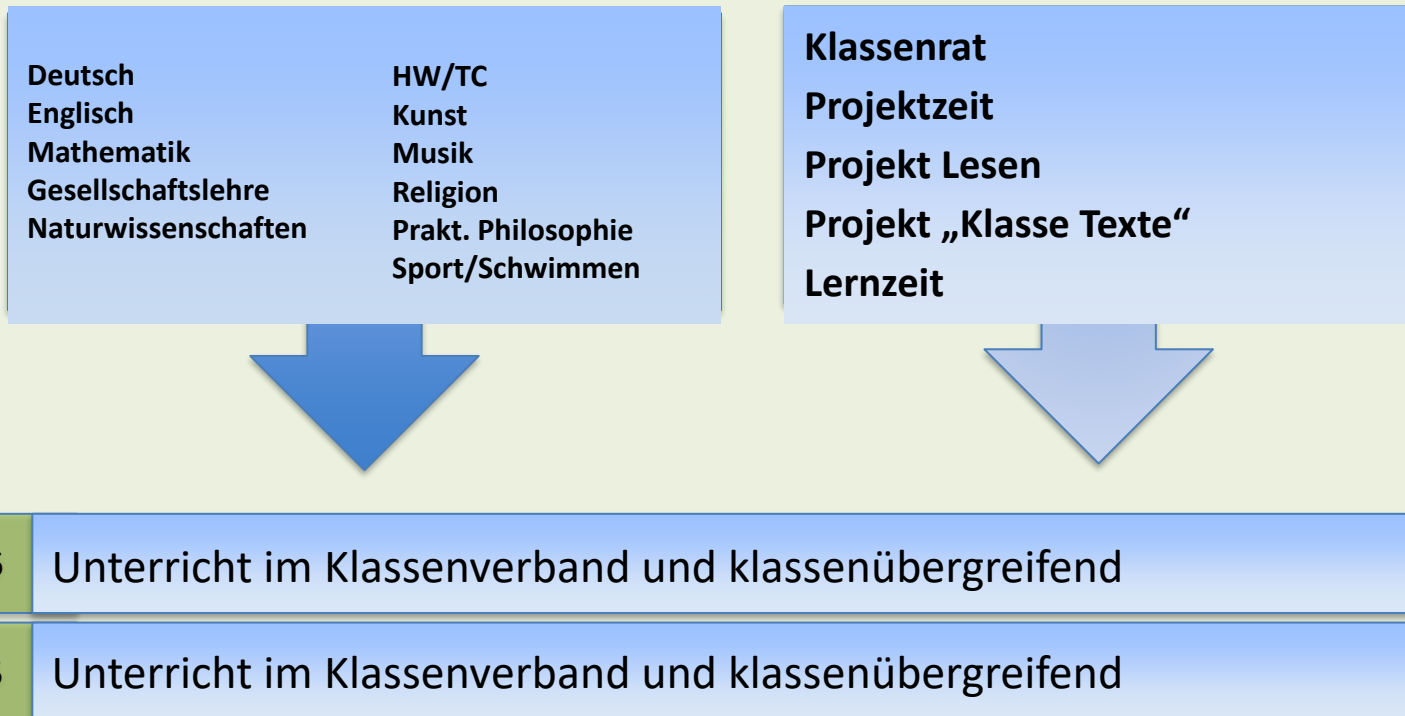 Deutsch
Englisch
Mathematik
Gesellschaftslehre
Naturwissenschaften
HW/TC
Kunst
Musik
Religion
Prakt. Philosophie
Sport/Schwimmen
Klassenrat
Projektzeit
Projekt Lesen
Projekt „Klasse Texte“
Lernzeit
Unterricht im Klassenverband und klassenübergreifend
Unterricht im Klassenverband und klassenübergreifend